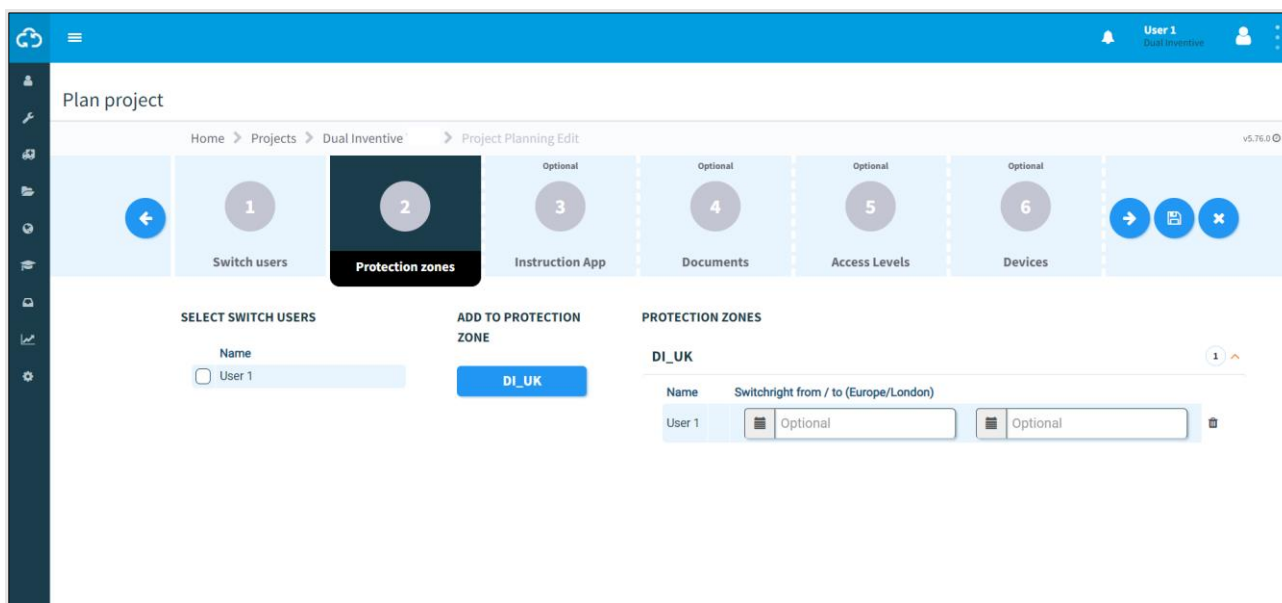 User 1
Dual Inventive
Plan project
Home > Projects > Dual Inventive > Project Planning Edit
v5.76.0
1
Switch users
2
Protection zones
Optional
3
Instruction App
Optional
4
Documents
Optional
5
Access Levels
Optional
6
Devices
SELECT SWITCH USERS
Name
User 1
ADD TO PROTECTION
ZONE
DI_UK
PROTECTION ZONES
DI_UK
1
Name Switchright from / to (Europe/London)
User 1 Optional Optional